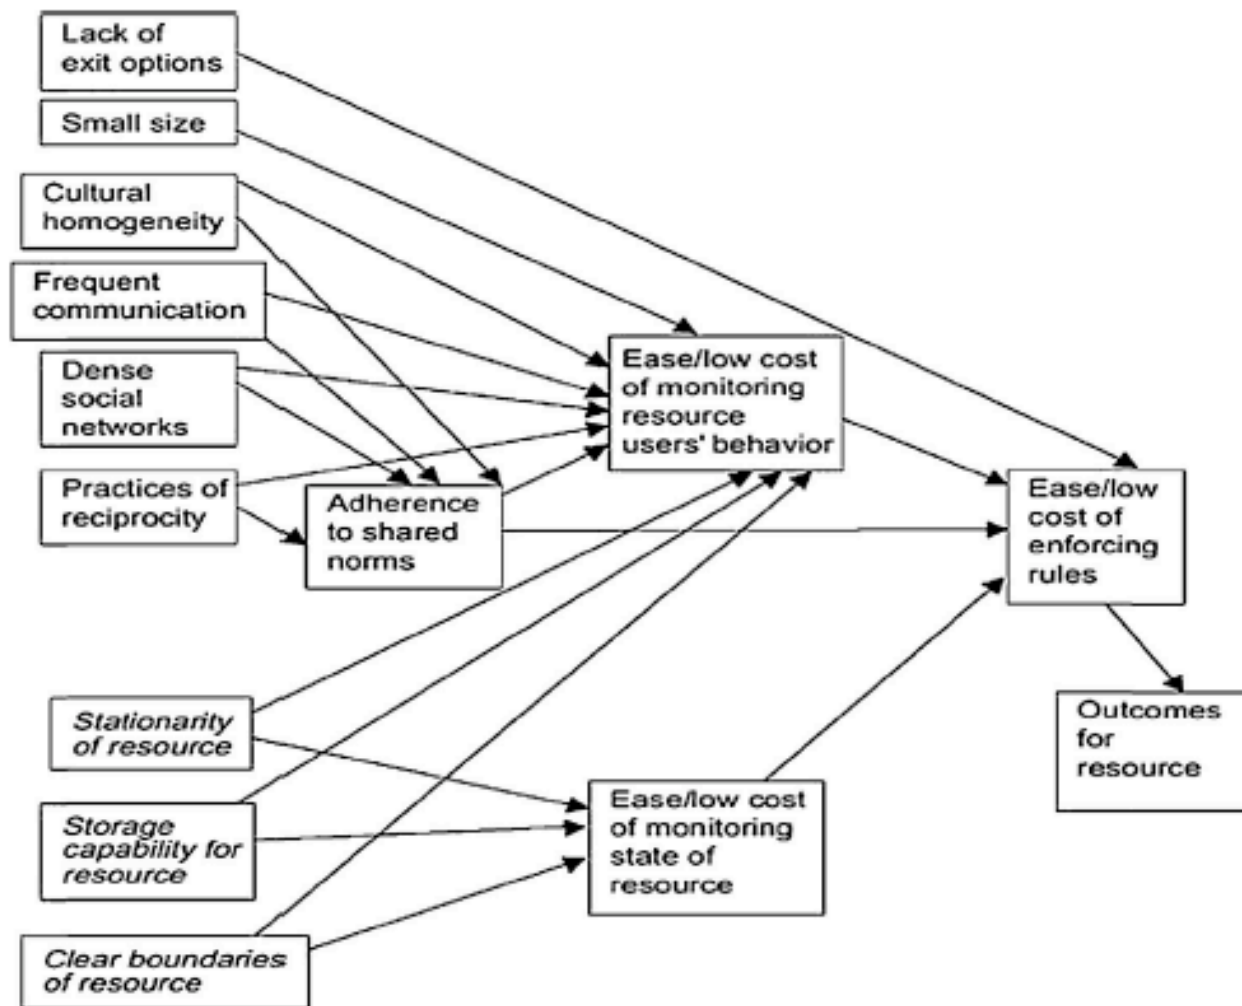 Lack of
exit options
Small size
Cultural
homogeneity
Frequent
communication
Dense
social
networks
Practices of
reciprocity
Adherence
to shared
norms
Ease/low cost
of monitoring
resource
users' behavior
Ease/low
cost of
enforcing
rules
Stationarity
of resource
Storage
capability for
resource
Clear boundaries
of resource
Ease/low cost
of monitoring
state of
resource
Outcomes
for
resource